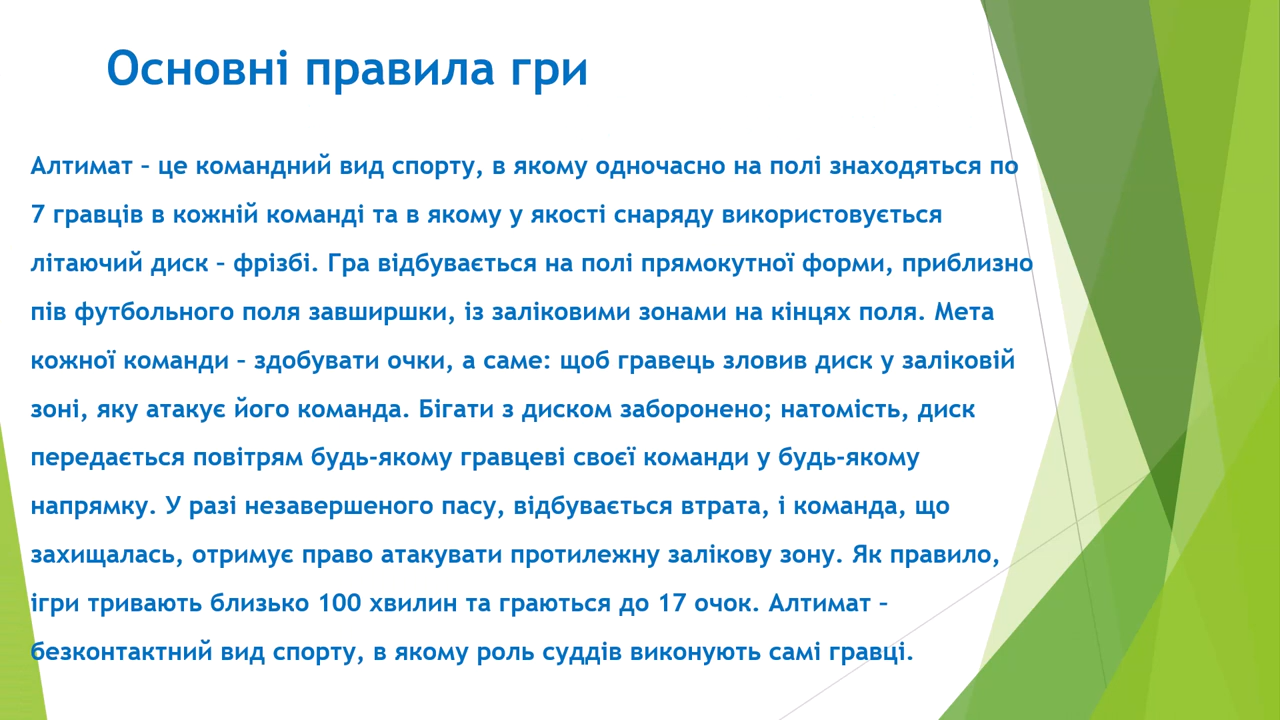 Основні правила гри
Алтимат – це командний вид спорту, в якому одночасно на полі знаходяться по
7 гравців в кожній команді та в якому у якості снаряду використовується
літаючий диск – фрізбі. Гра відбувається на полі прямокутної форми, приблизно
пів футбольного поля завширшки, із заліковими зонами на кінцях поля. Мета
кожної команди – здобувати очки, а саме: щоб гравець зловив диск у заліковій
зоні, яку атакує його команда. Бігати з диском заборонено; натомість, диск
передається повітрям будь-якому гравцеві своєї команди у будь-якому
напрямку. У разі незавершеного пасу, відбувається втрата, і команда, що
захищалась, отримує право атакувати протилежну залікову зону. Як правило,
ігри тривають близько 100 хвилин та граються до 17 очок. Алтимат –
безконтактний вид спорту, в якому роль суддів виконують самі гравці.